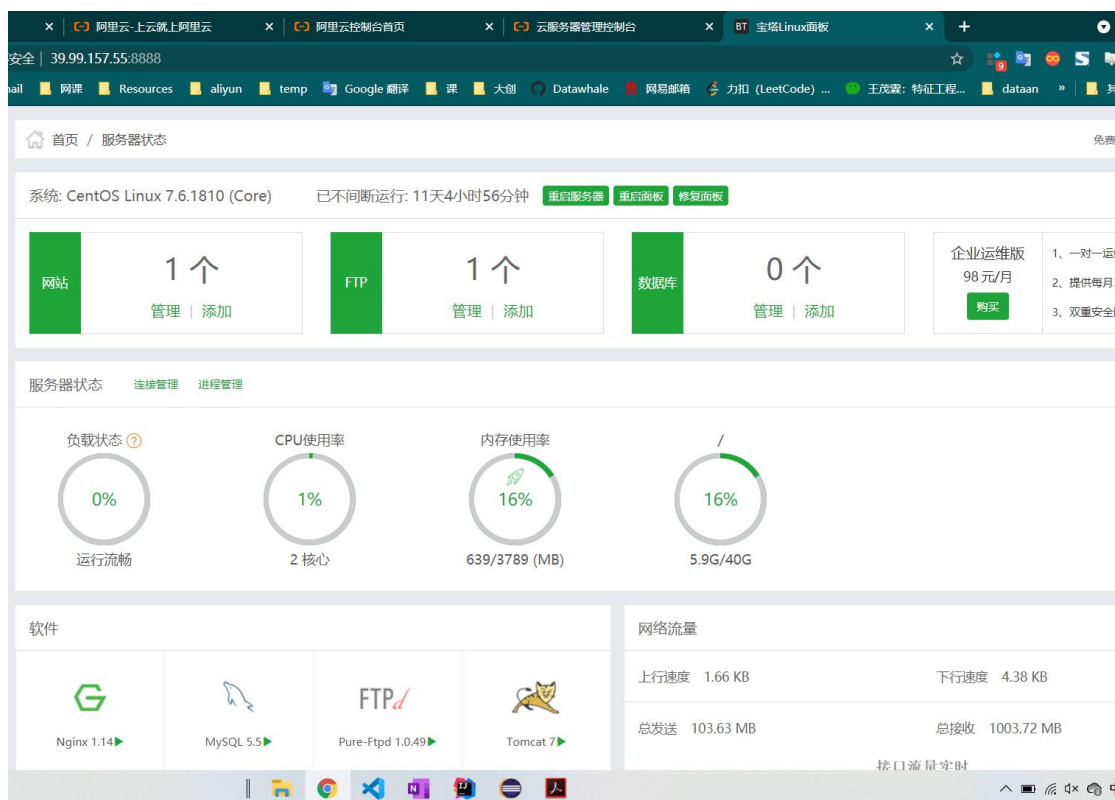 阿里云-上云就上阿里云
阿里云控制台首页
云服务器管理控制台
BT 宝塔Linux面板
安全 | 39.99.157.55:8888
9
网课 Resources aliyun temp Google 翻译 课 大创 Datawhale 网易邮箱 力扣 (LeetCode) ... 王茂霖：特征工程... dataan »
首页 / 服务器状态
免费
系统: CentOS Linux 7.6.1810 (Core) 已不间断运行: 11天4小时56分钟 重启服务器 重启面板 修复面板
网站
1 个
管理 | 添加
FTP
1 个
管理 | 添加
数据库
0 个
管理 | 添加
企业运维版
98 元/月
购买
1、一对一运
2、提供每月
3、双重安全
服务器状态 连接管理 进程管理
负载状态 ? CPU使用率 内存使用率 /
0% 1% 16% 16%
运行流畅 2 核心 639/3789 (MB) 5.9G/40G
软件
FTPd
Nginx 1.14 MySQL 5.5 Pure-Ftpd 1.0.49 Tomcat 7
网络流量
上行速度 1.66 KB 下行速度 4.38 KB
总发送 103.63 MB 总接收 1003.72 MB
接口流量实时